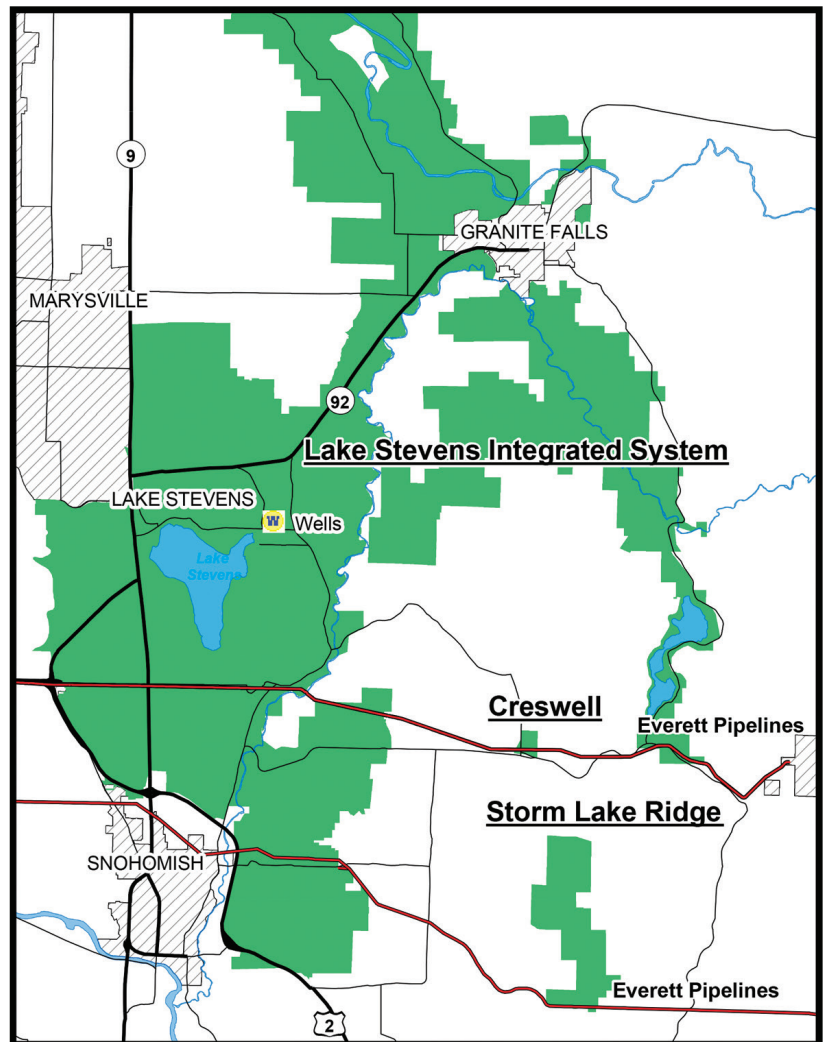 9
GRANITE FALLS
MARYSVILLE
92
Lake Stevens Integrated System
LAKE STEVENS
W
Wells
Lake
Stevens
Creswell
Everett Pipelines
Storm Lake Ridge
SNOHOMISH
Everett Pipelines
2